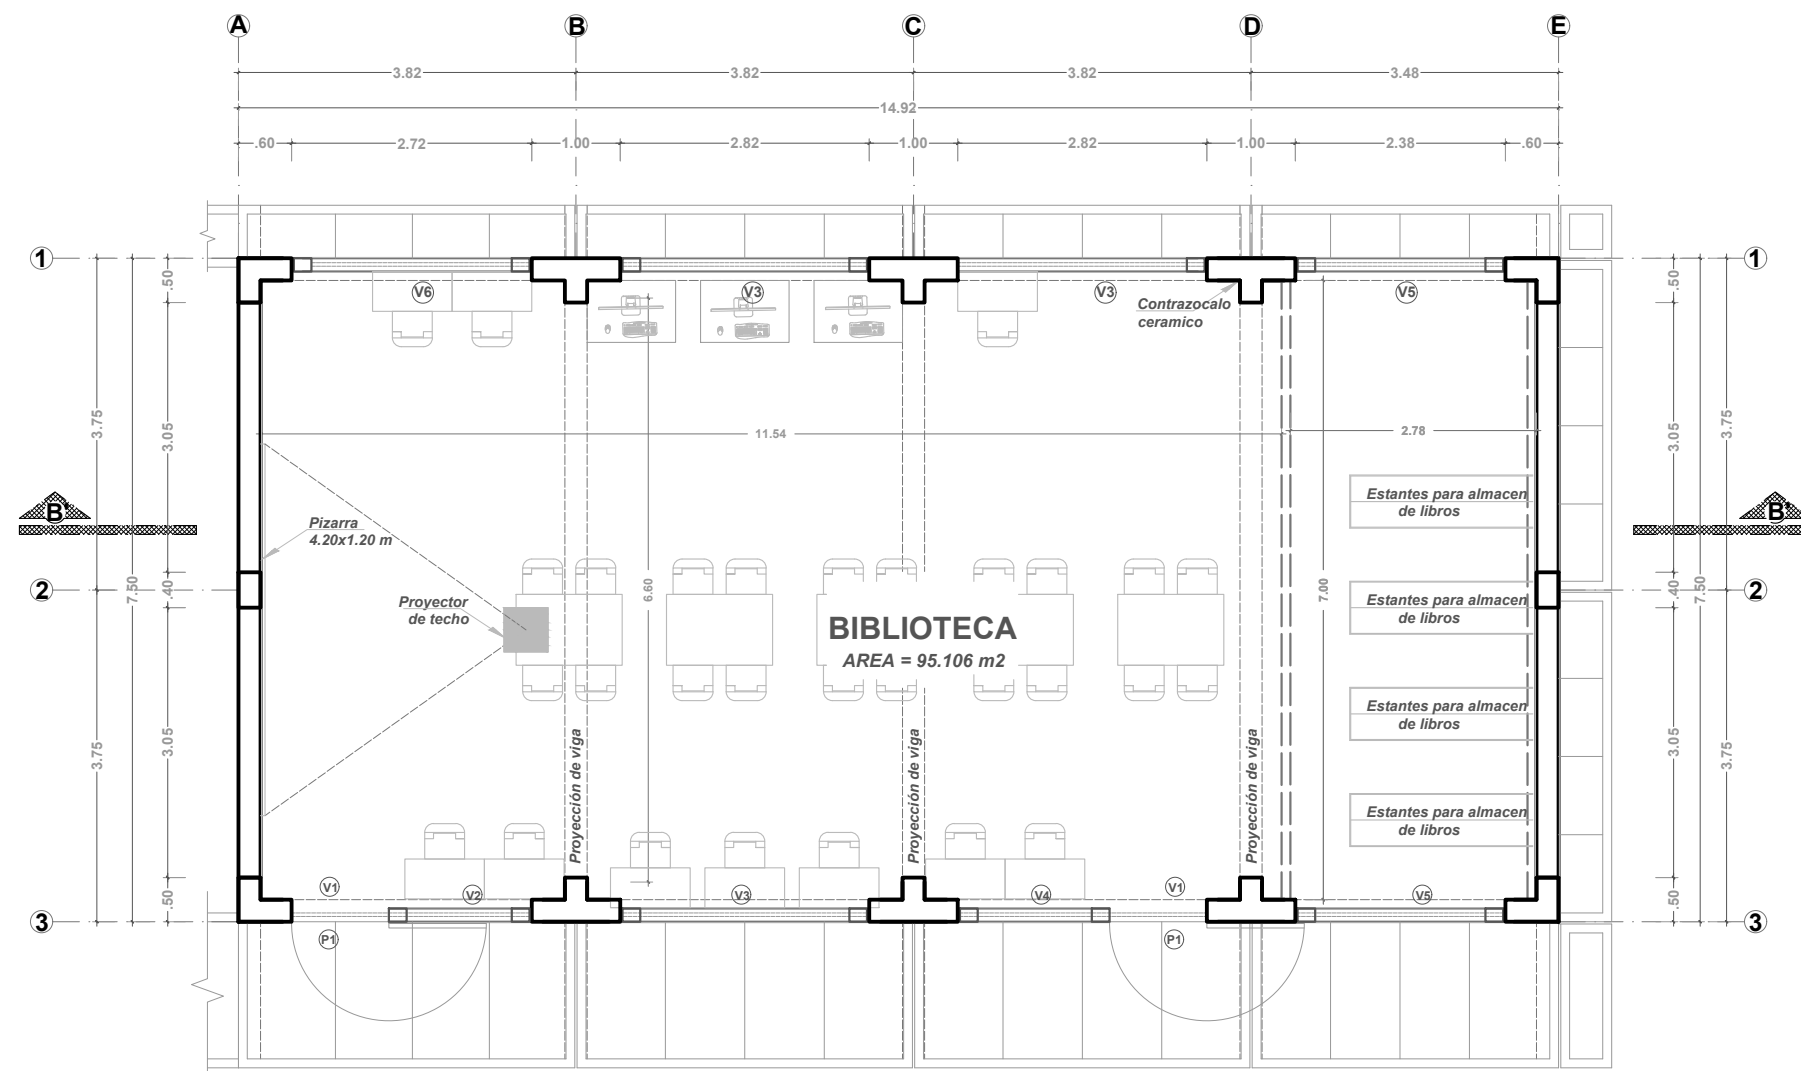 A B C D E
3.82 3.82 3.82 3.48
14.92
.60 2.72 1.00 2.82 1.00 2.82 1.00 2.38 .60
1 1
.50 .50
V6 V3 V3 V5
Contrazocalo
ceramico
3.75 3.05 3.05 3.75
11.54 2.78
B' B'
Pizarra
4.20x1.20 m
Estantes para almacen
de libros
2 2
7.50 .40 6.60 7.00 .40 7.50
Proyector
de techo
Estantes para almacen
de libros
BIBLIOTECA
AREA = 95.106 m2
Estantes para almacen
de libros
3.75 3.05 3.05 3.75
Proyección de viga
Proyección de viga
Proyección de viga
Estantes para almacen
de libros
.50 .50
V1 V2 V3 V4 V1 V5
3 3
P1 P1